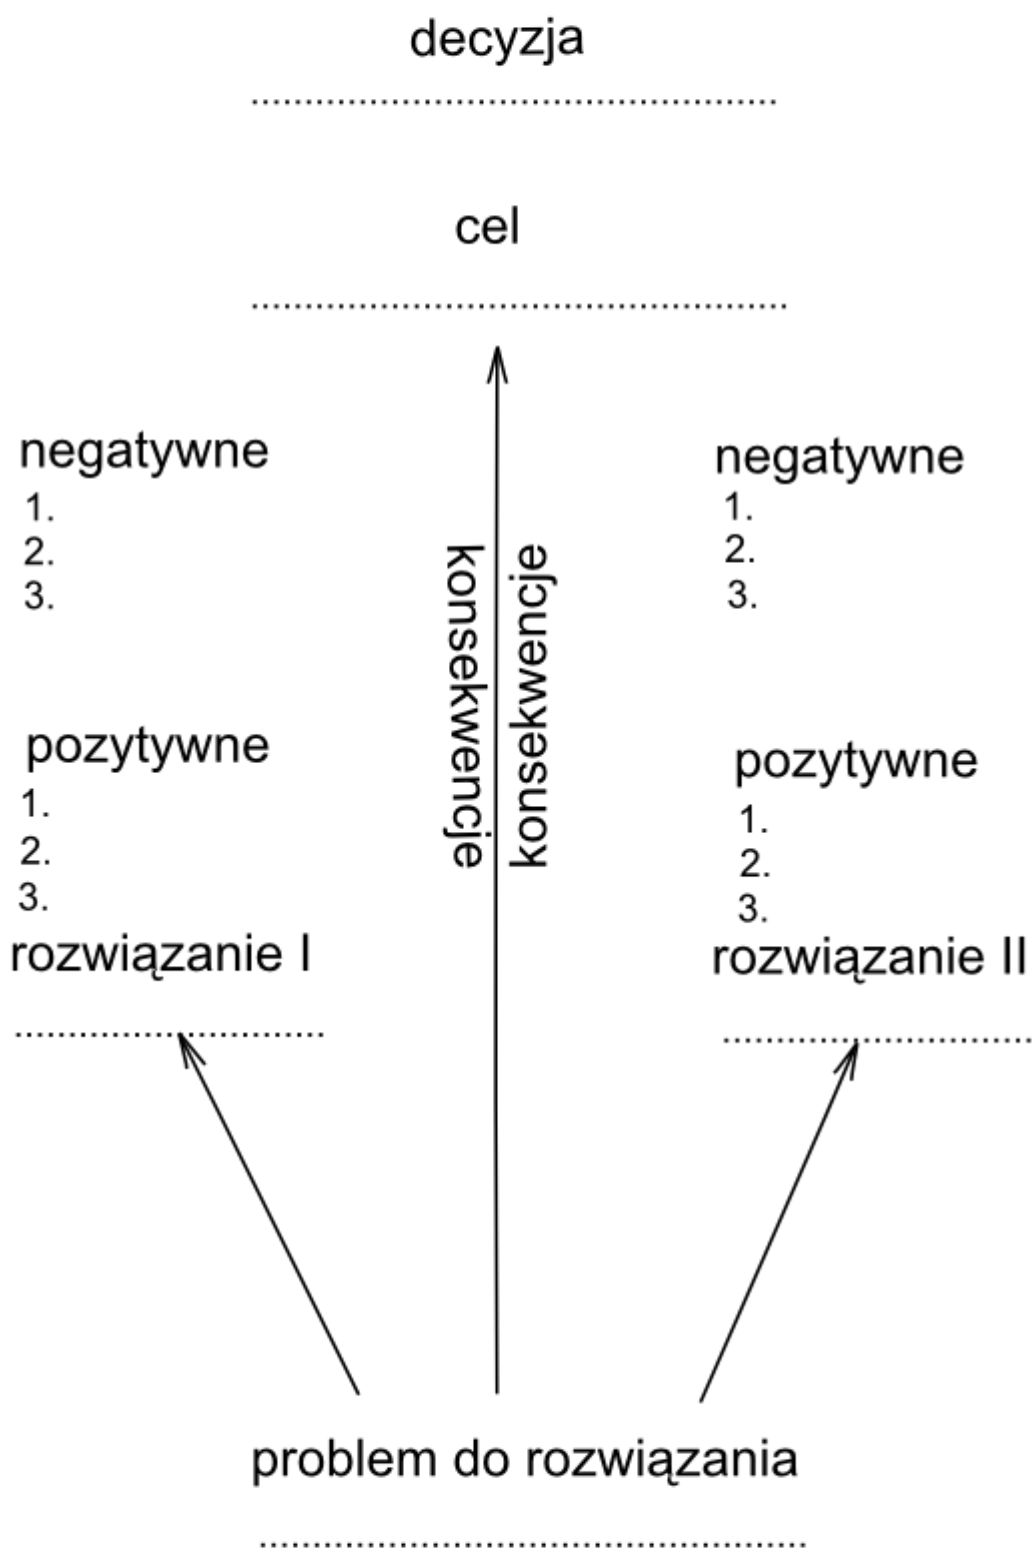 decyzja
................................................
cel
................................................
negatywne
1.
2.
3.
pozytywne
1.
2.
3.
rozwiązanie I
............................
konsekwencje
konsekwencje
negatywne
1.
2.
3.
pozytywne
1.
2.
3.
rozwiązanie II
............................
problem do rozwiązania
................................................